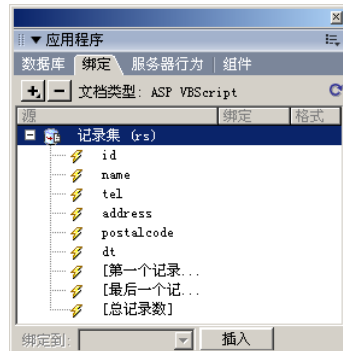 应用程序
数据库 绑定 服务器行为 组件
文档类型: ASP VBScript
源 绑定 格式
记录集 (rs)
id
name
tel
address
postalcode
dt
[第一个记录...
[最后一个记...
[总记录数]
绑定到: 插入